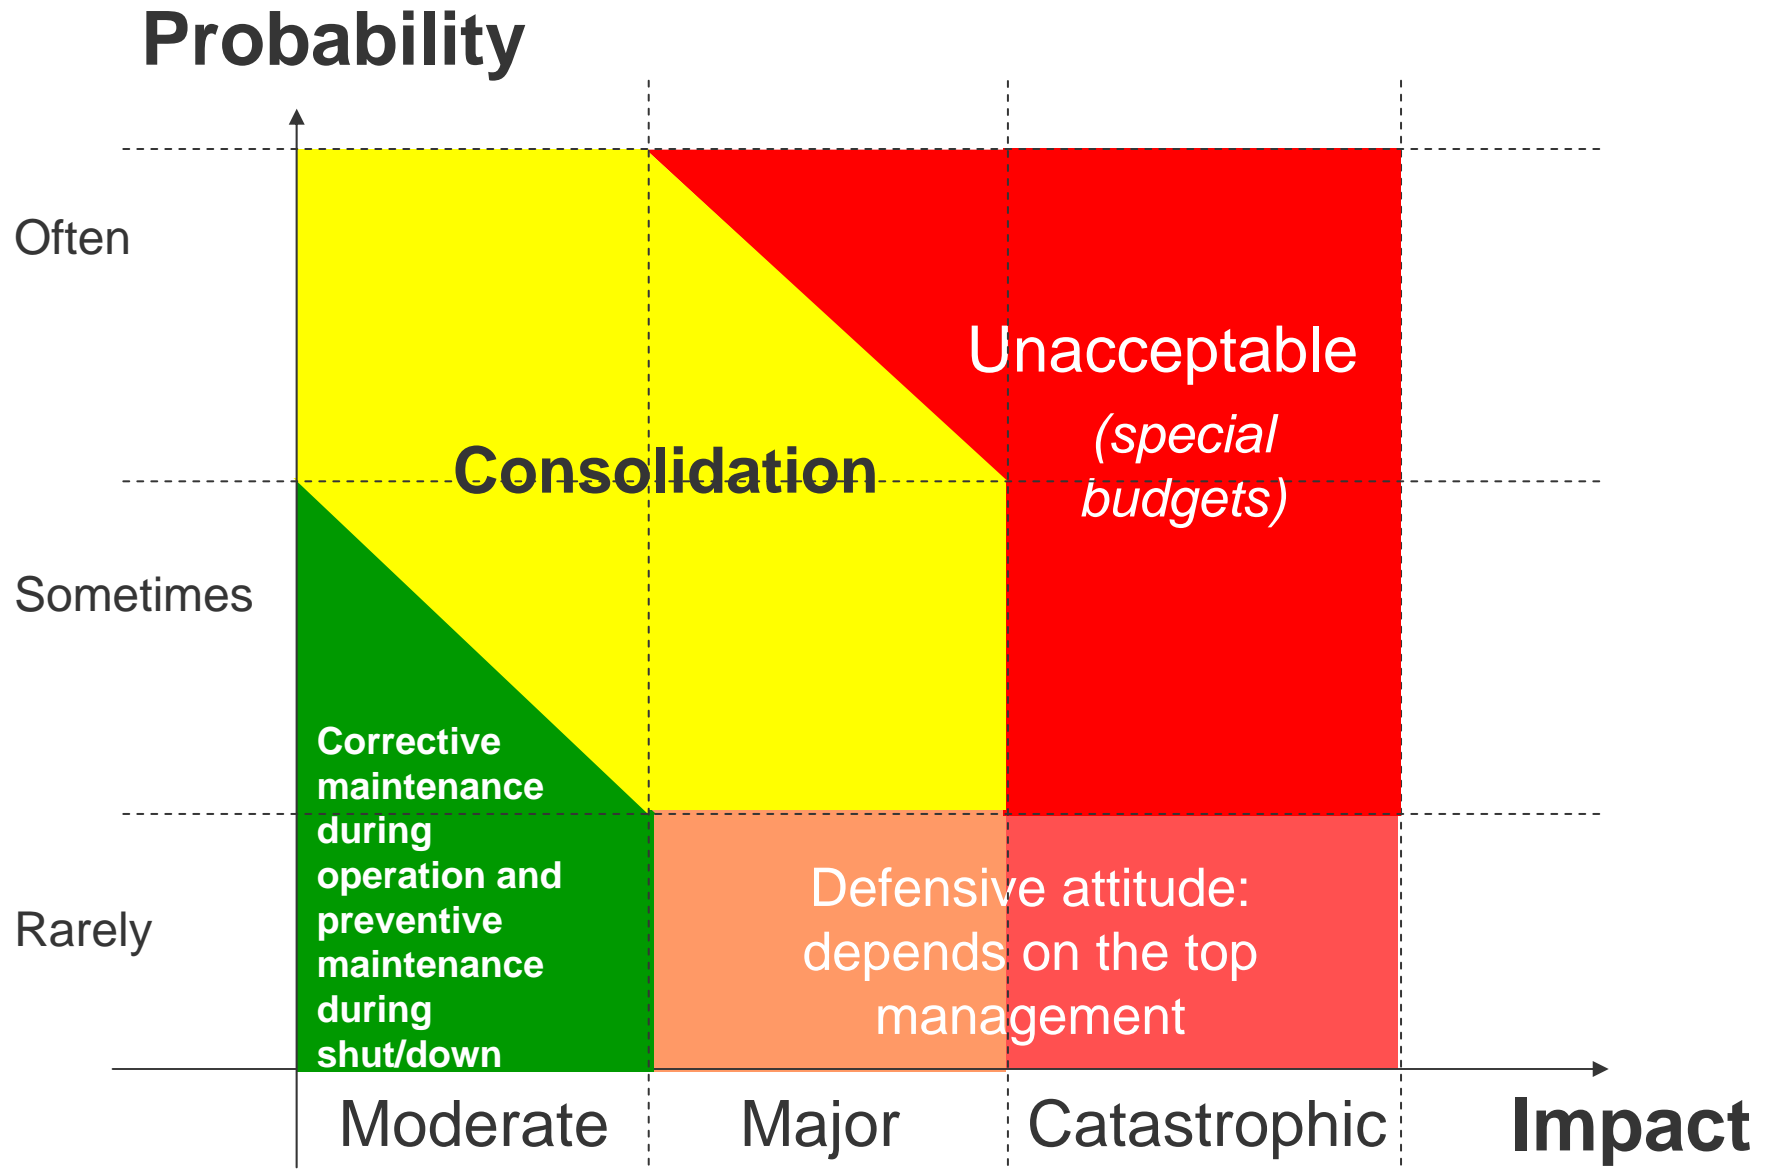 Probability
Often
Unacceptable
(special
budgets)
Consolidation
Sometimes
Corrective
maintenance
during
operation and
preventive
maintenance
during
shut/down
Rarely
Defensive attitude:
depends on the top
management
Moderate
Major
Catastrophic
Impact